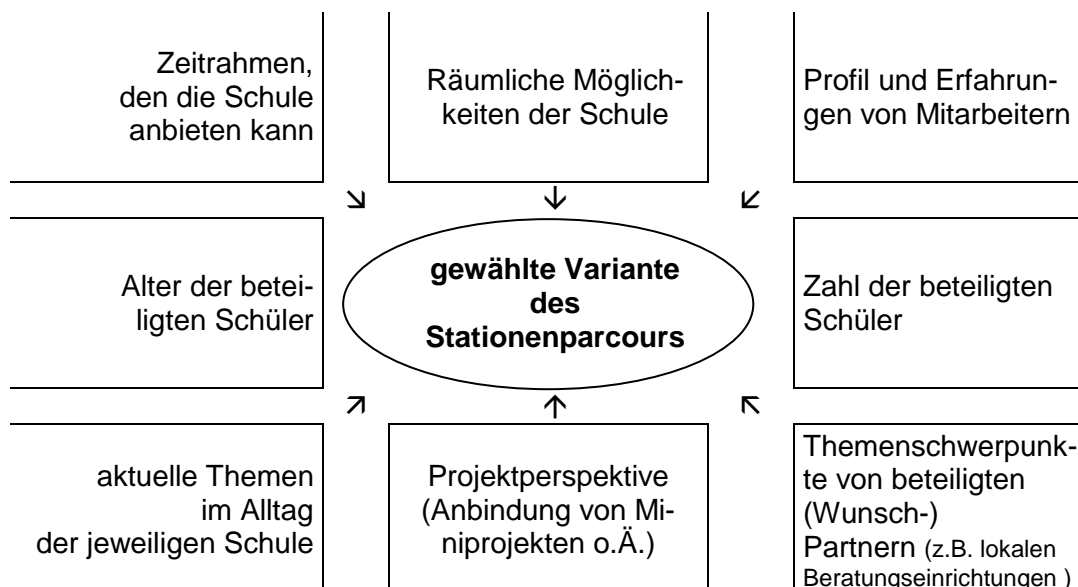 Zeitrahmen,
den die Schule
anbieten kann
Räumliche Möglich-
keiten der Schule
Profil und Erfahrun-
gen von Mitarbeitern
Alter der betei-
ligten Schüler
gewählte Variante
des
Stationenparcours
Zahl der beteiligten
Schüler
aktuelle Themen
im Alltag
der jeweiligen Schule
Projektperspektive
(Anbindung von Mi-
niprojekten o.Ä.)
Themenschwerpunk-
te von beteiligten
(Wunsch-)
Partnern (z.B. lokalen
Beratungseinrichtungen )